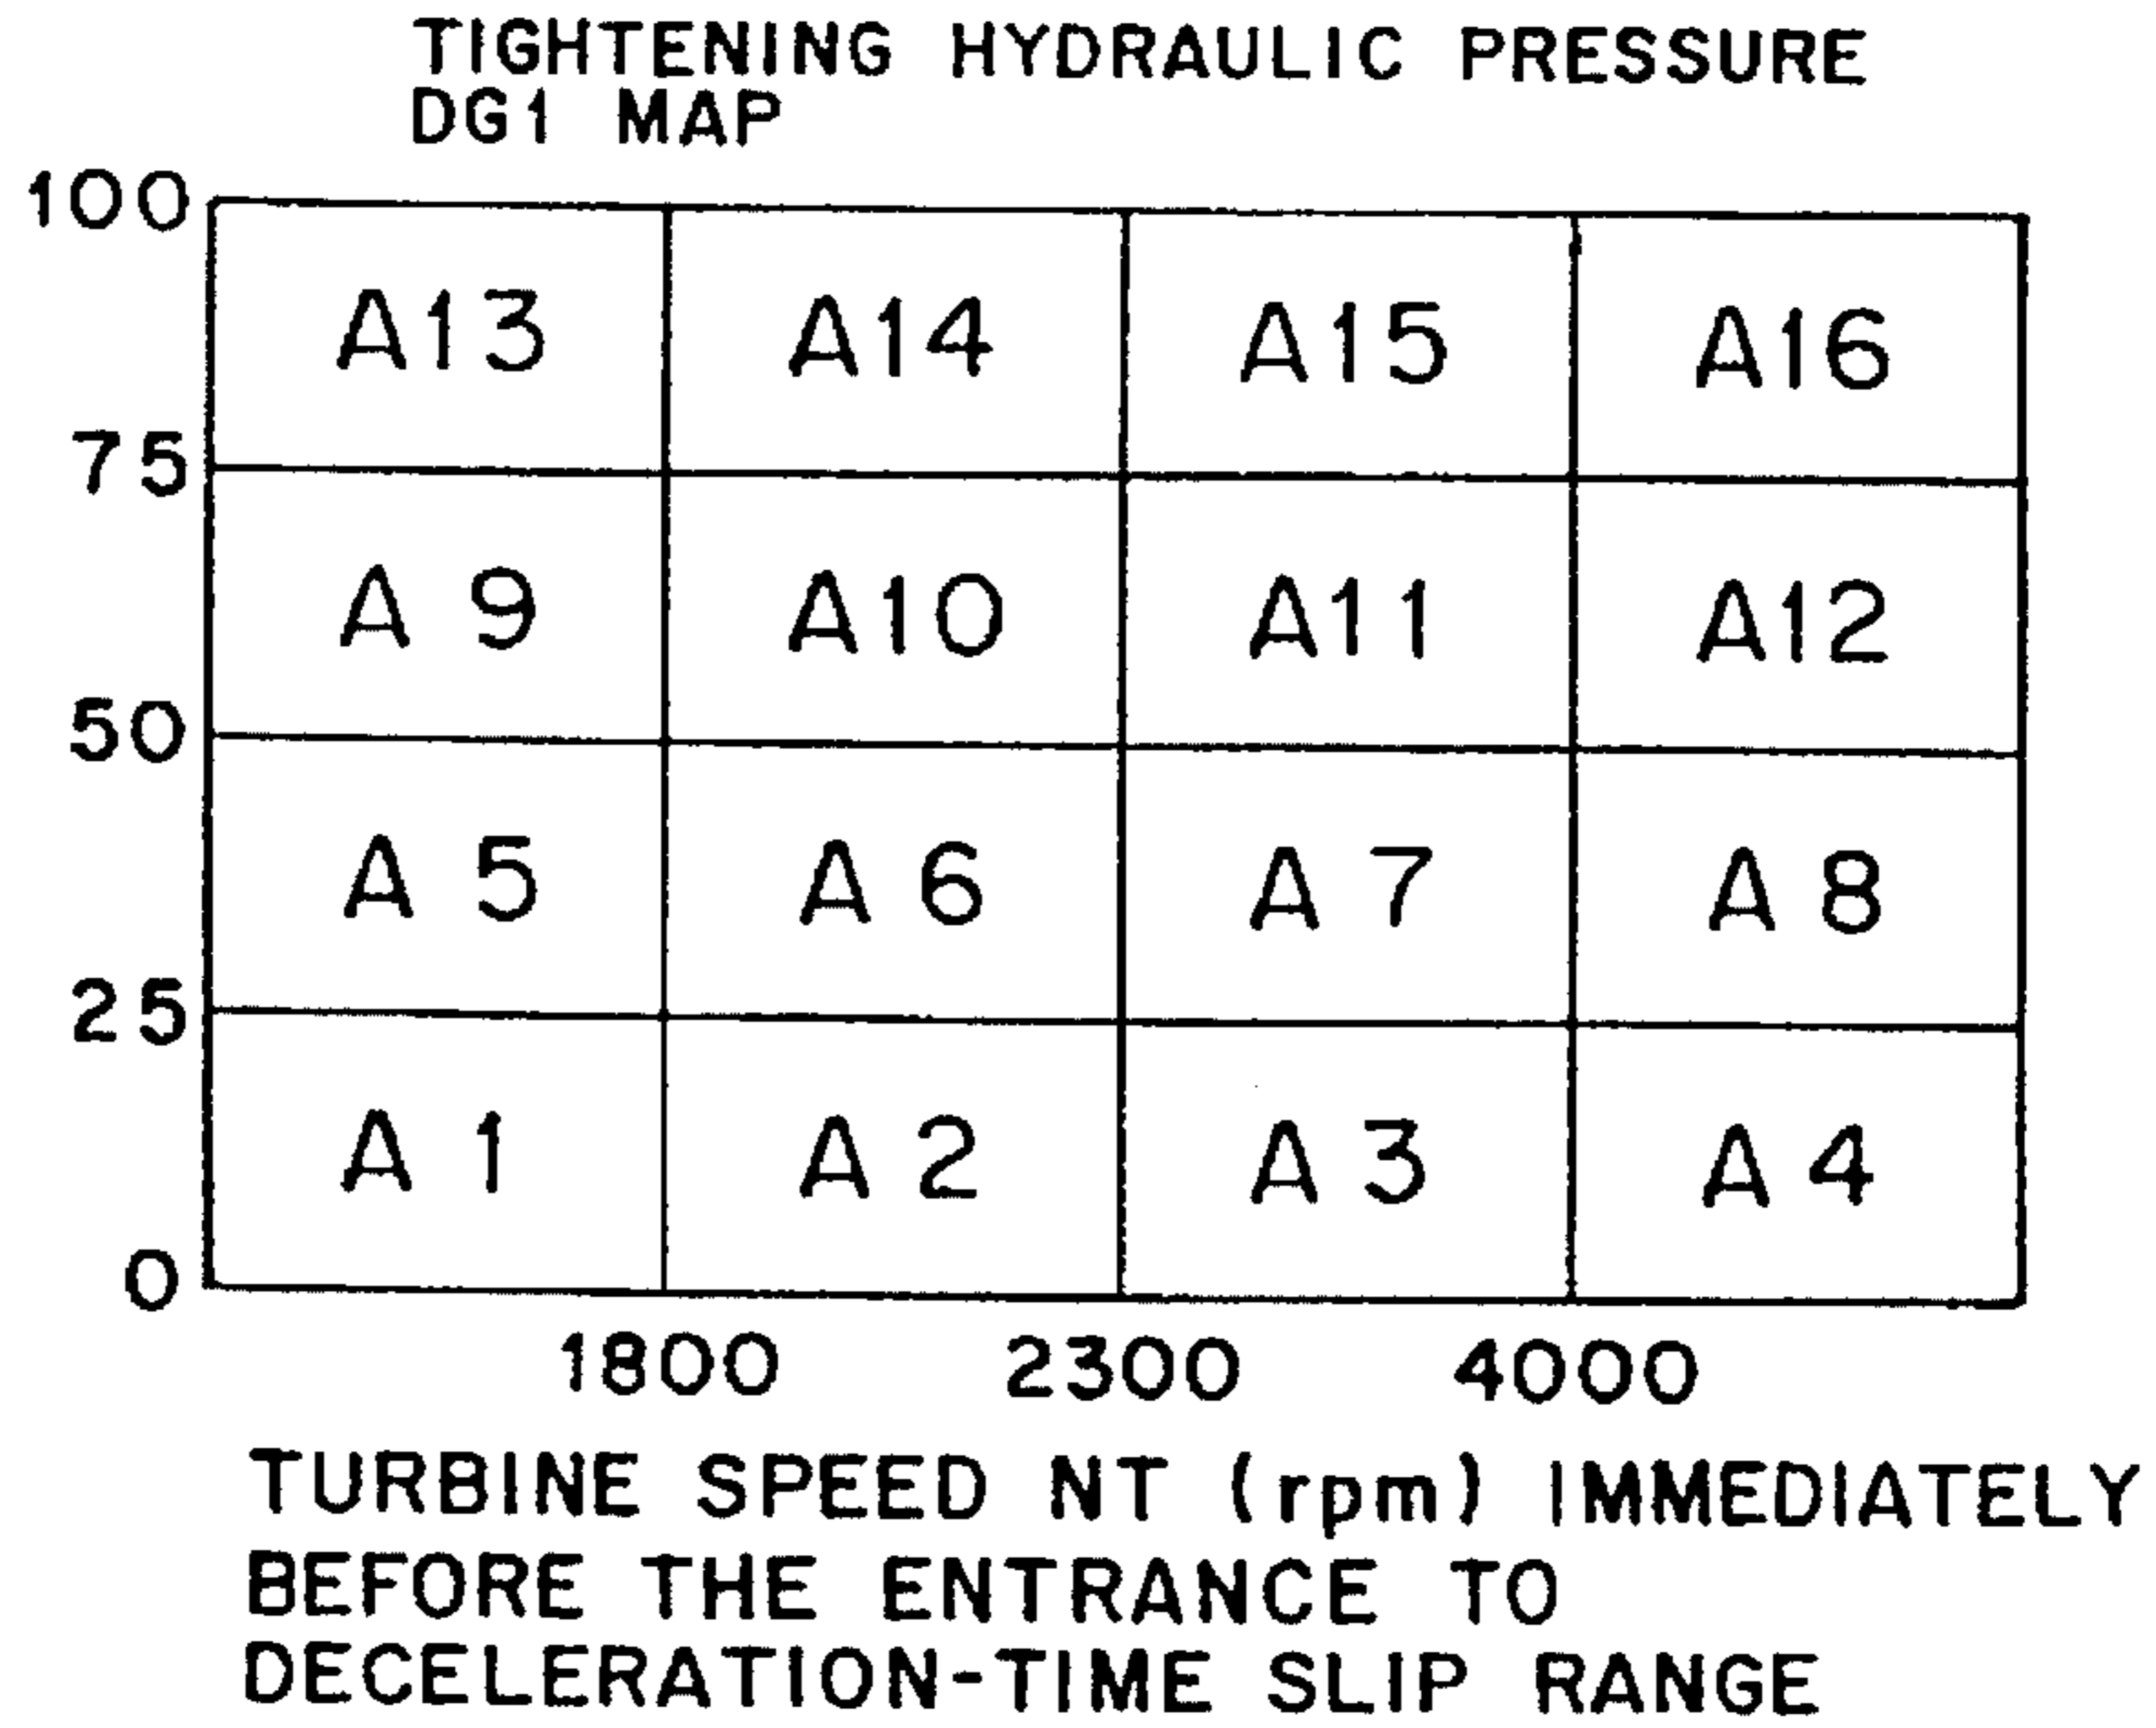 TIGHTENING HYDRAULIC PRESSURE
DG1 MAP
100
A13 A14 A15 A16
75
A 9 A10 A11 A12
50
A 5 A 6 A 7 A 8
25
A 1 A 2 A 3 A 4
0
1800 2300 4000
TURBINE SPEED NT (rpm) IMMEDIATELY
BEFORE THE ENTRANCE TO
DECELERATION-TIME SLIP RANGE